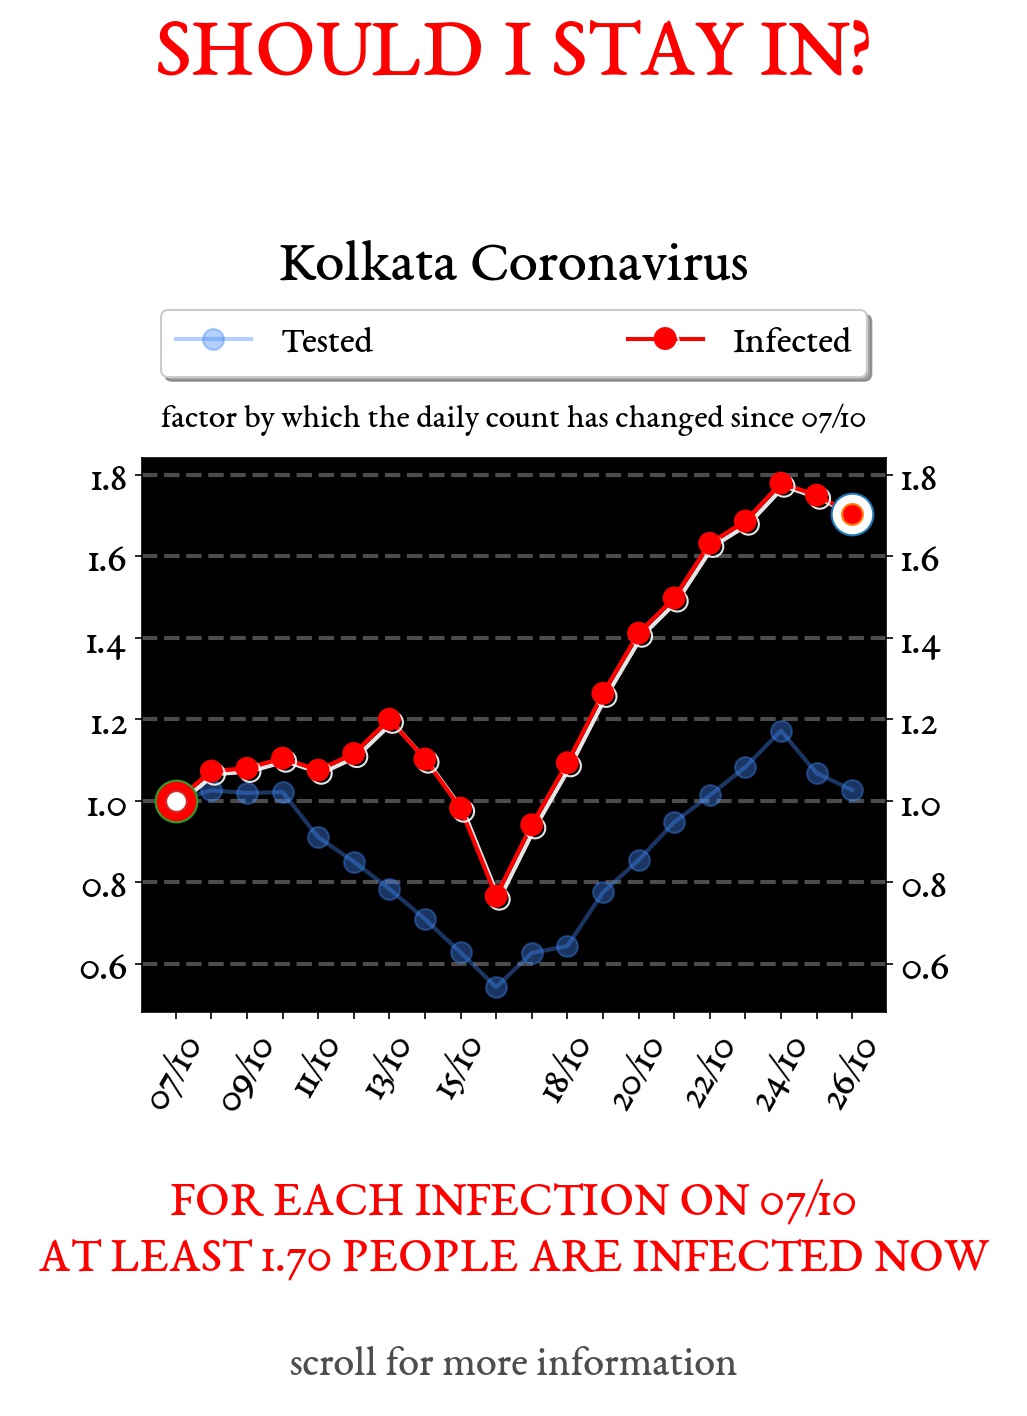 SHOULD I STAY IN?
Kolkata Coronavirus
Tested Infected
factor by which the daily count has changed since 07/10
1.8 1.8
1.6 1.6
1.4 1.4
1.2 1.2
1.0 1.0
0.8 0.8
0.6 0.6
07/10 09/10 11/10 13/10 15/10 18/10 20/10 22/10 24/10 26/10
FOR EACH INFECTION ON 07/10
AT LEAST 1.70 PEOPLE ARE INFECTED NOW
scroll for more information